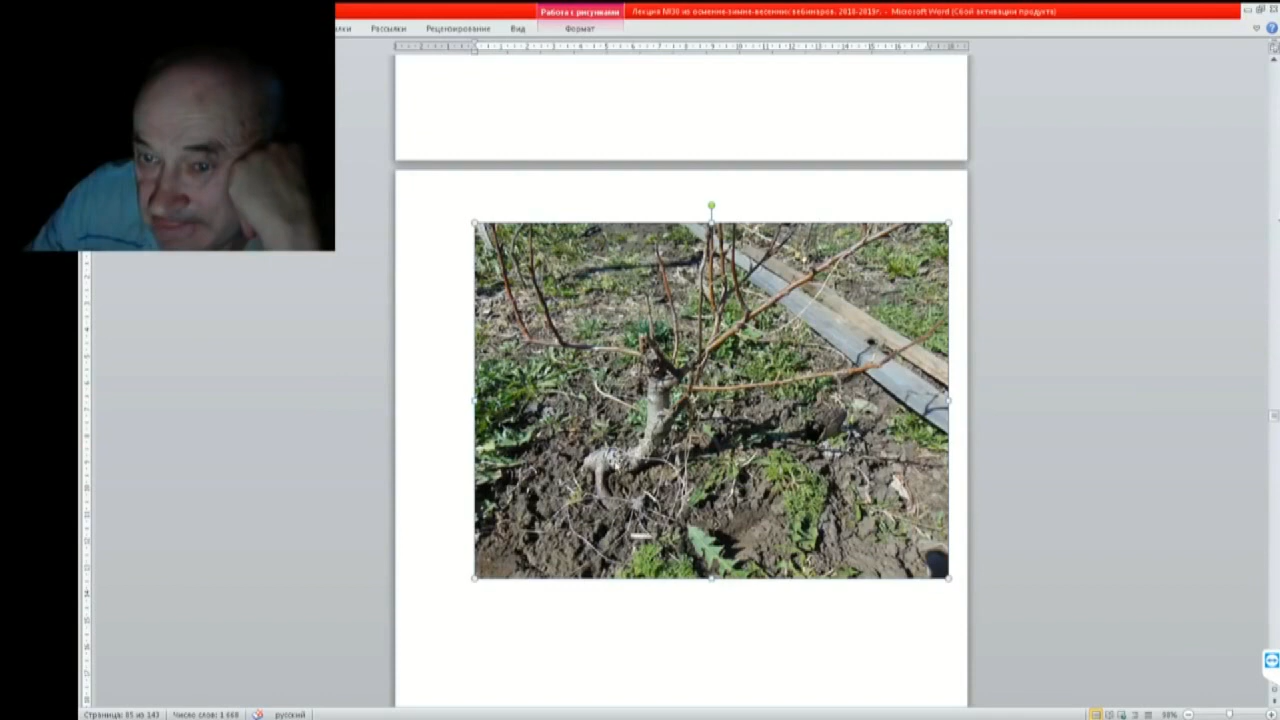 Работа с рисунками
Лекция №30 из осенне-зимне-весенних вебинаров. 2018-2019г. - Microsoft Word (Сбой активации продукта)
Рассылки Рецензирование Вид Формат
Страница: 85 из 143 Число слов: 1 668 русский 98%